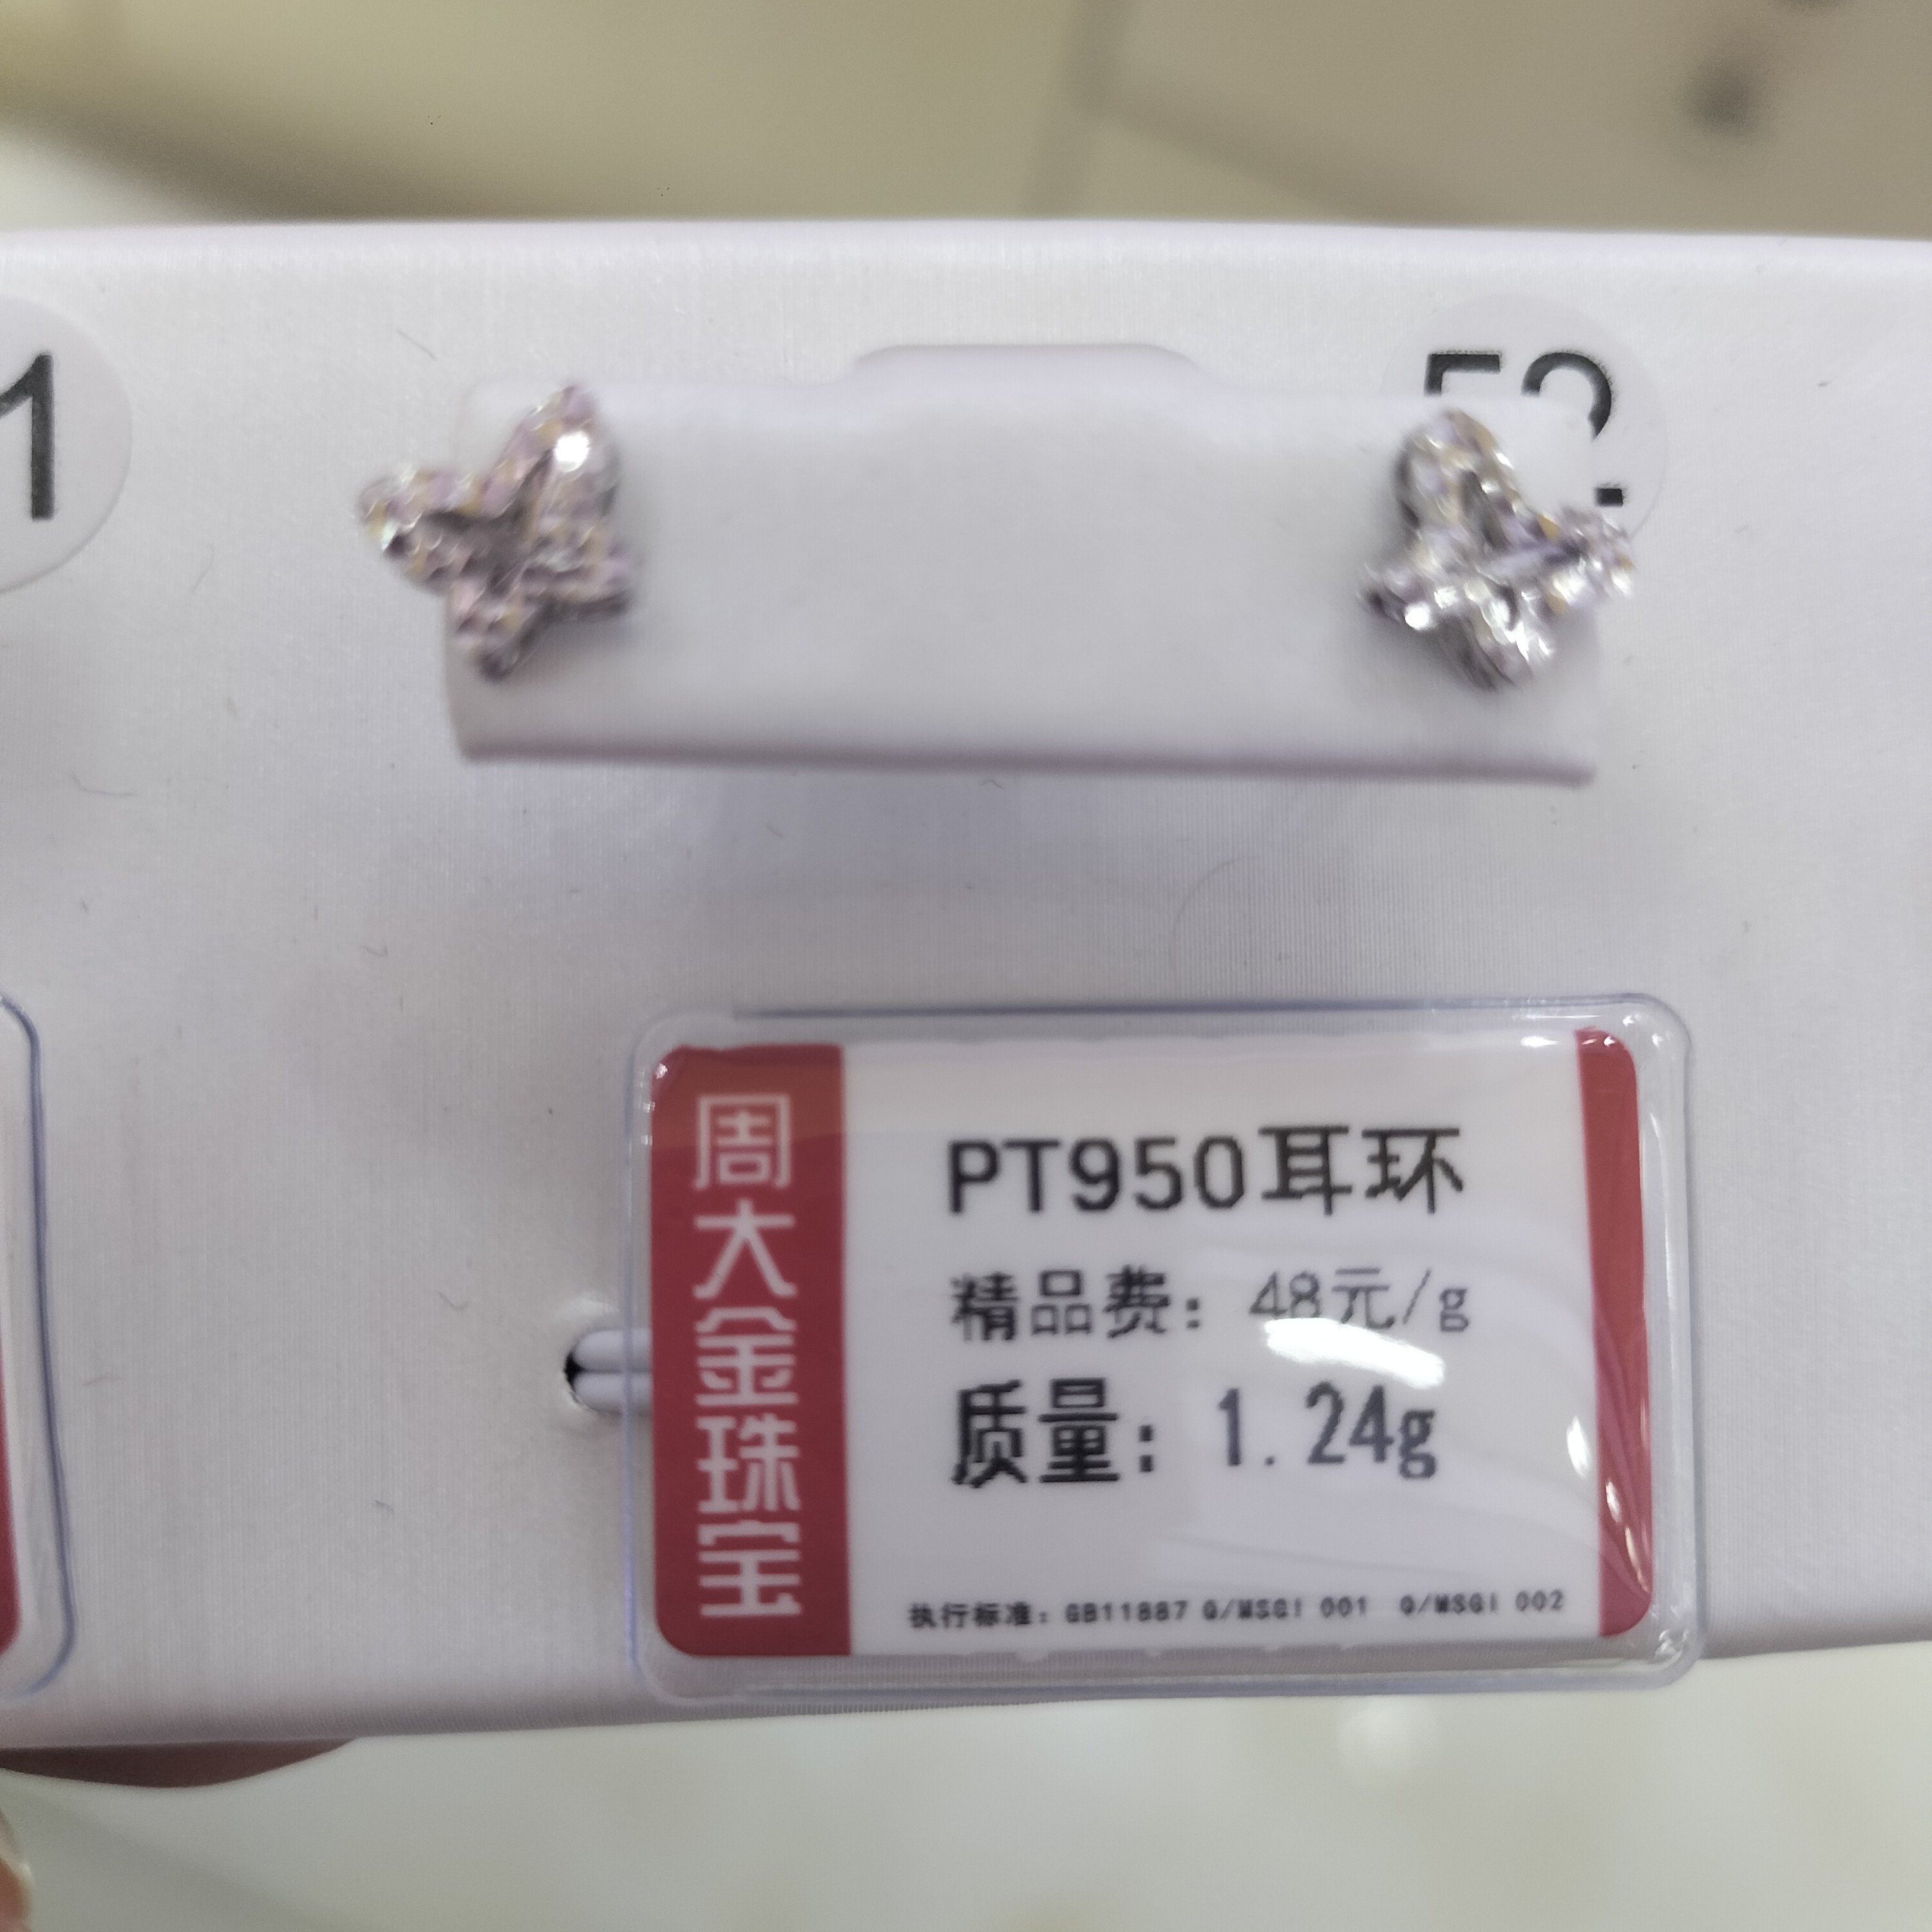 1
52
周大金珠宝
PT950耳环
精品费：48元/g
质量：1.24g
执行标准：GB11887 Q/MSGI 001 Q/MSGI 002